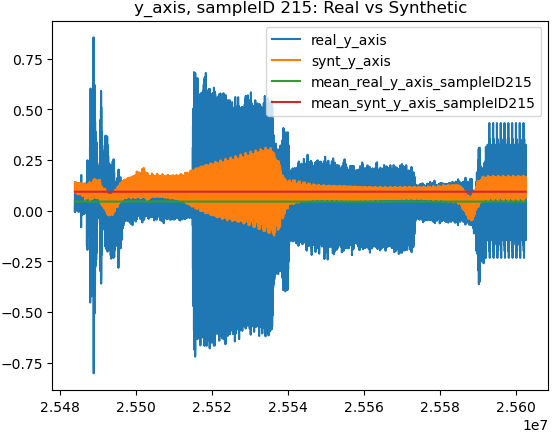 y_axis, sampleID 215: Real vs Synthetic
real_y_axis
synt_y_axis
mean_real_y_axis_sampleID215
mean_synt_y_axis_sampleID215
0.75
0.50
0.25
0.00
−0.25
−0.50
−0.75
2.548 2.550 2.552 2.554 2.556 2.558 2.560
1e7